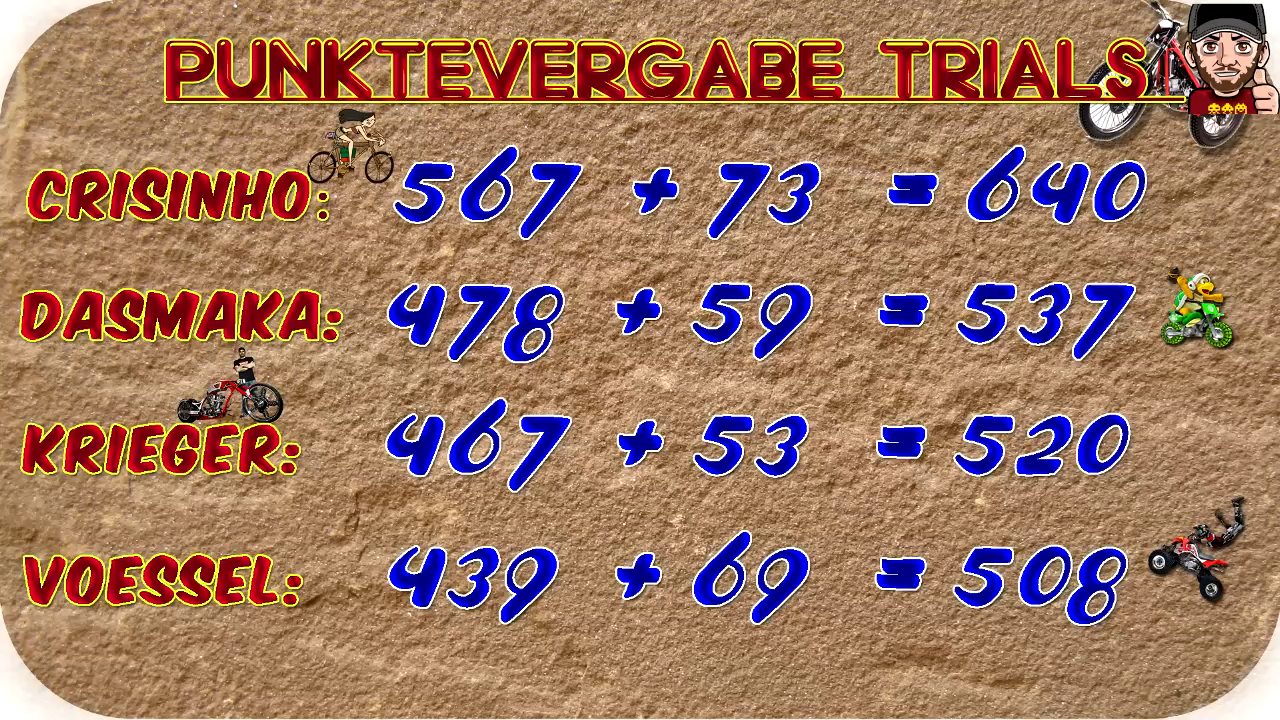 PUNKTEVERGABE TRIALS
CRISINHO: 567 + 73 = 640
DASMAKA: 478 + 59 = 537
KRIEGER: 467 + 53 = 520
VOESSEL: 439 + 69 = 508